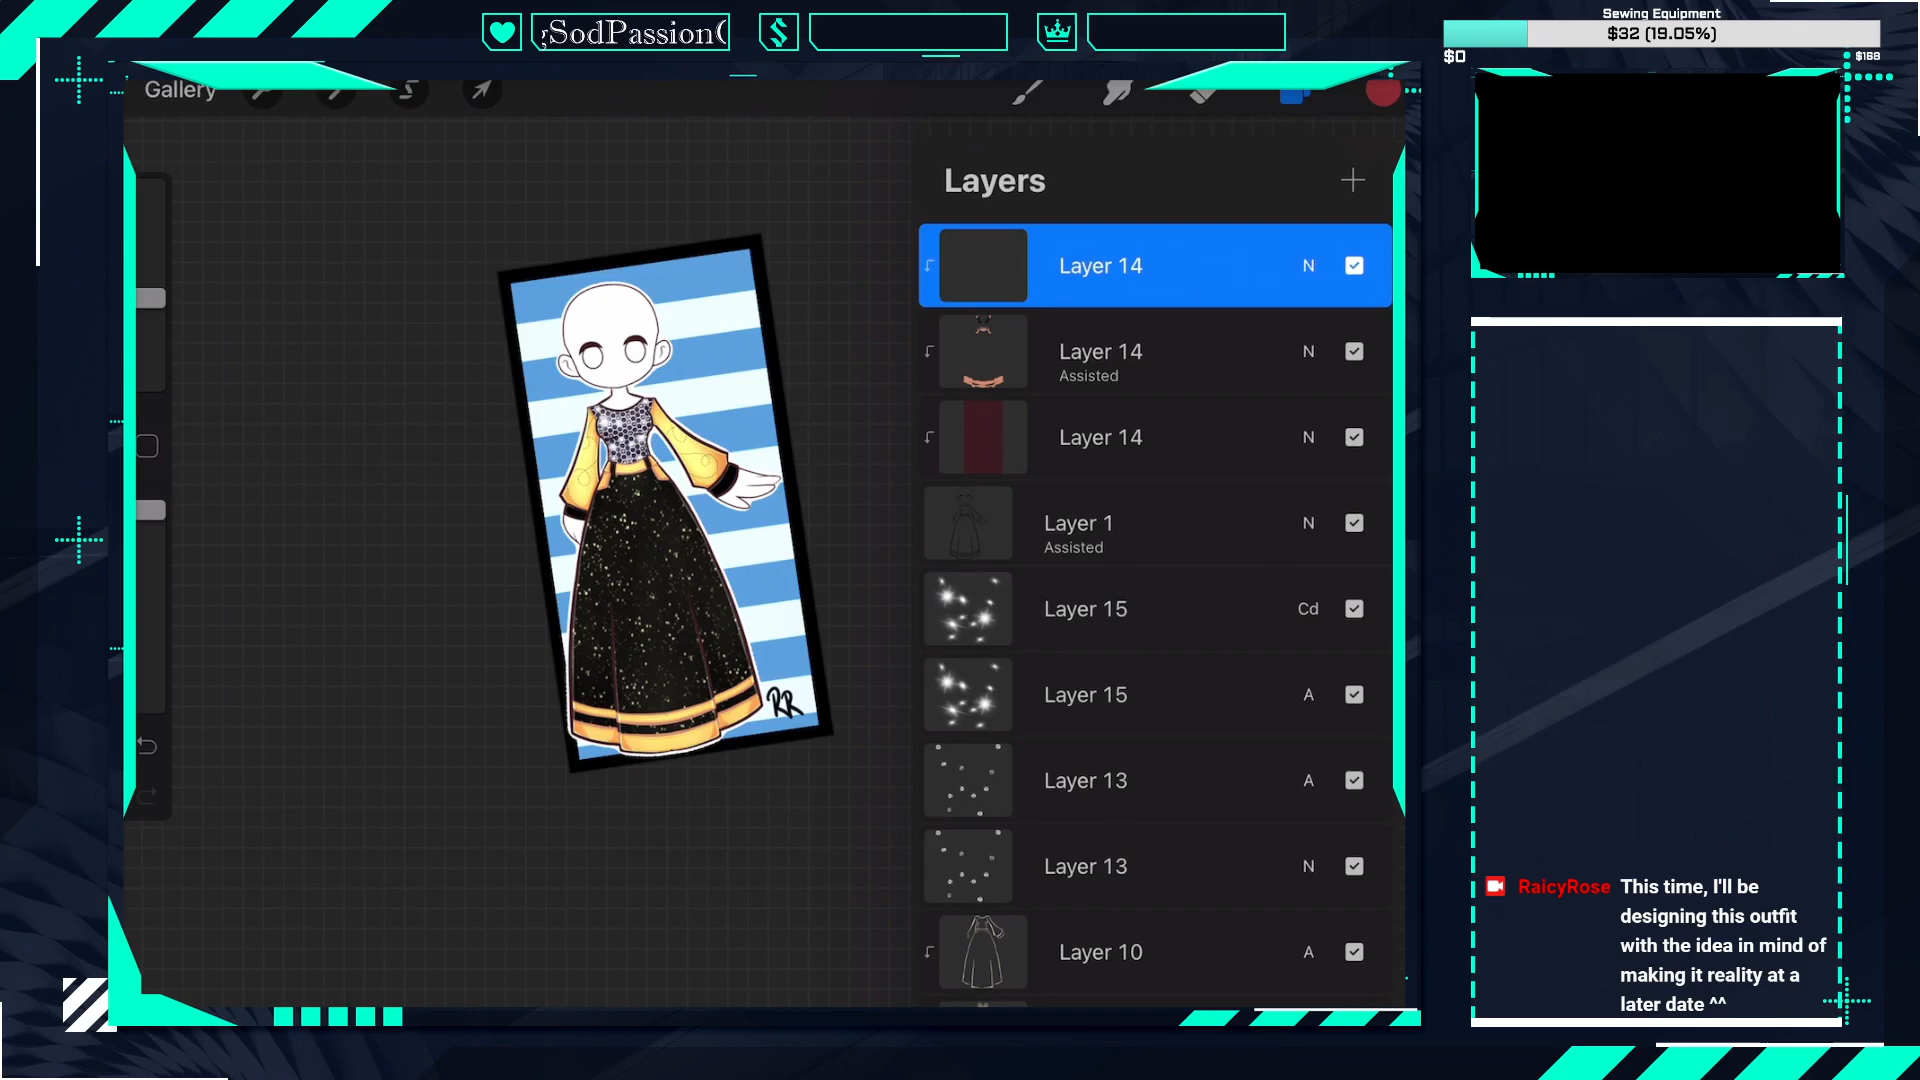 ;SodPassion(
Sewing Equipment
$32 (19.05%)
$0
$168
Gallery
Layers
Layer 14
N
Layer 14
N
Assisted
Layer 14
N
Layer 1
N
Assisted
Layer 15
Cd
Layer 15
A
Layer 13
A
Layer 13
N
Layer 10
A
RR
RaicyRose This time, I'll be
designing this outfit
with the idea in mind of
making it reality at a
later date ^^